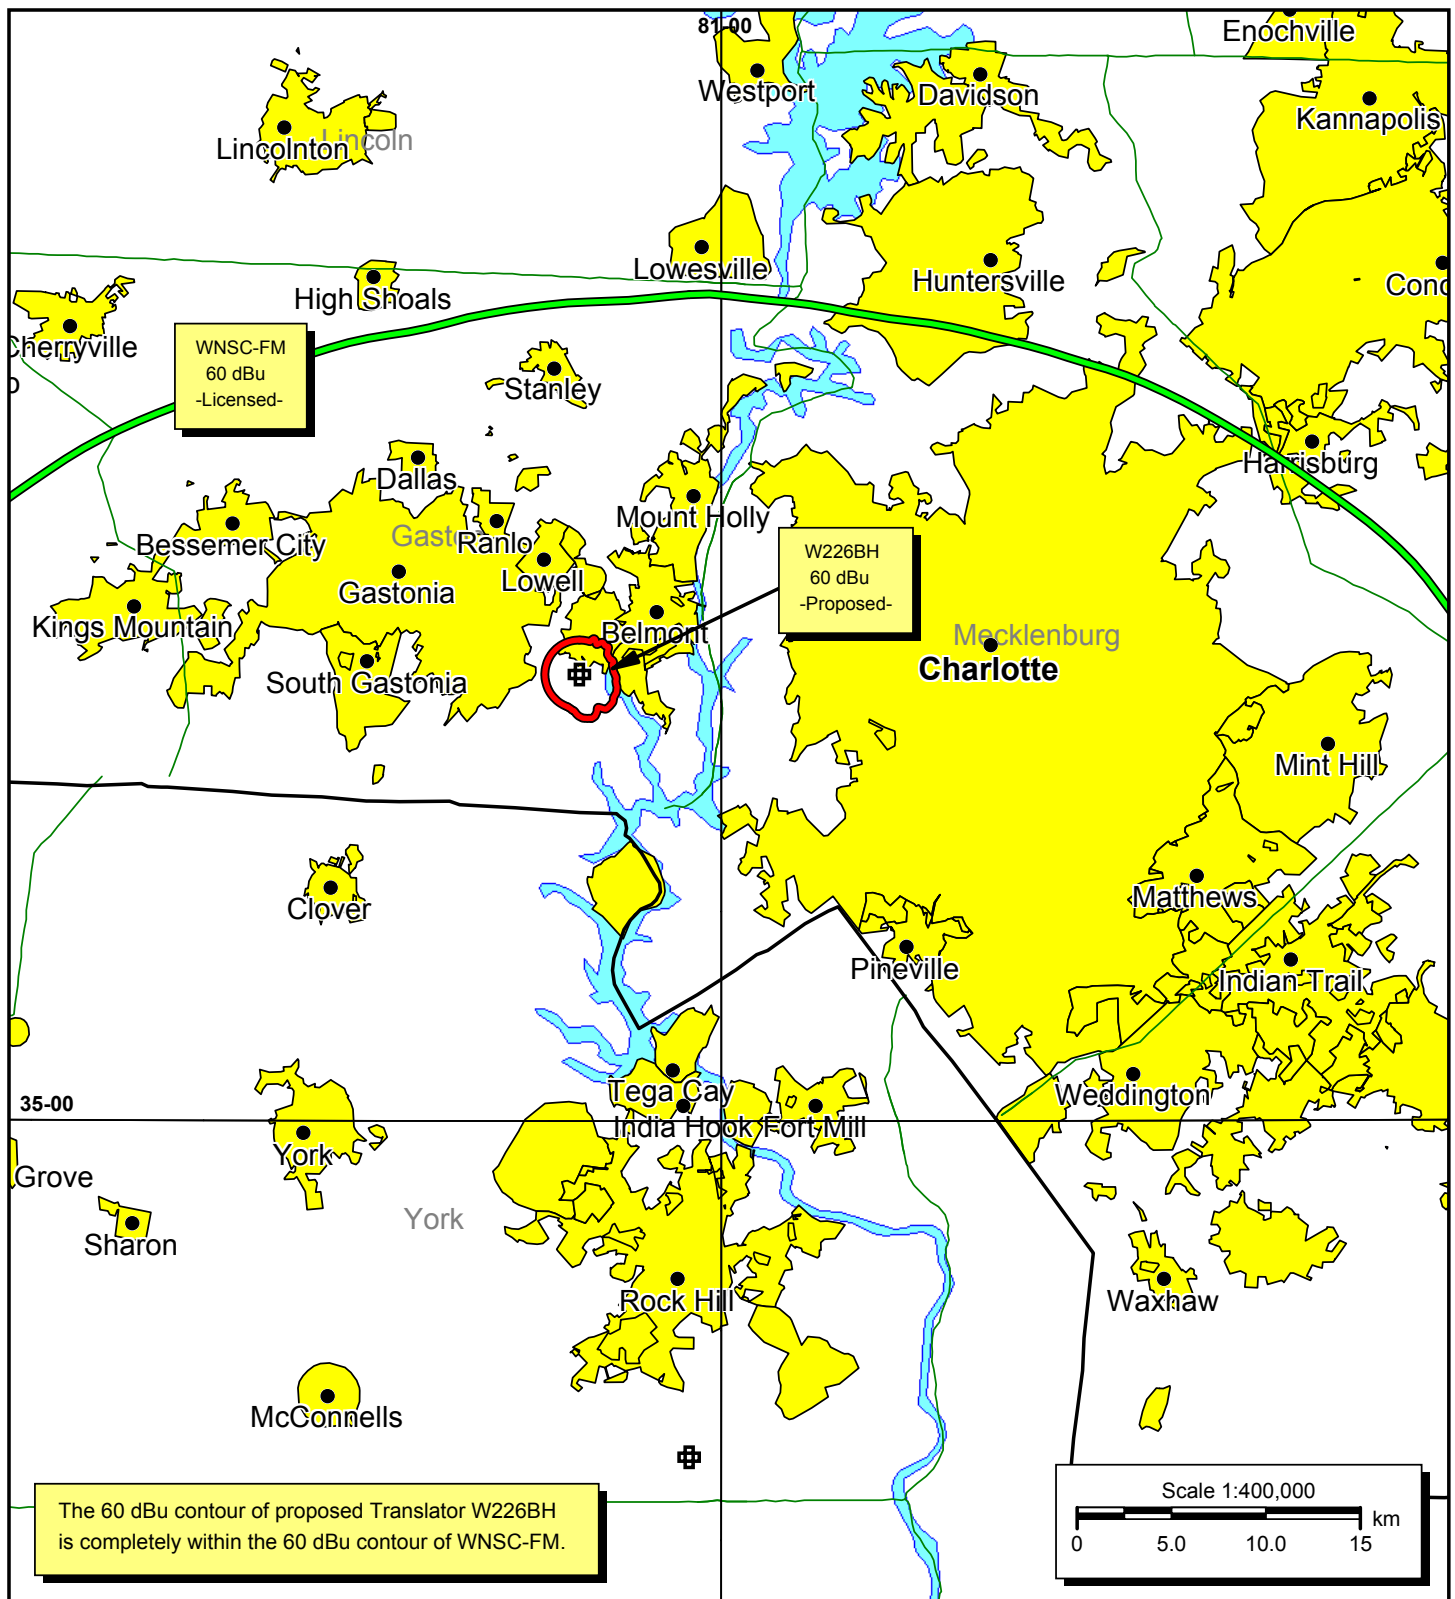 81-00
Enochville
Westport
Davidson
Kannapolis
Lincolnton
Lincoln
Lowesville
Huntersville
High Shoals
Conc
Cherryville
WNSC-FM
60 dBu
-Licensed-
Stanley
Harrisburg
Dallas
Mount Holly
Bessemer City
Gasto
Ranlo
Lowell
Gastonia
W226BH
60 dBu
-Proposed-
Kings Mountain
Belmont
Mecklenburg
Charlotte
South Gastonia
Mint Hill
Clover
Matthews
Pineville
Indian Trail
Tega Cay
Weddington
35-00
India Hook
Fort Mill
York
Grove
York
Sharon
Rock Hill
Waxhaw
McConnells
The 60 dBu contour of proposed Translator W226BH
is completely within the 60 dBu contour of WNSC-FM.
Scale 1:400,000
km
0 5.0 10.0 15